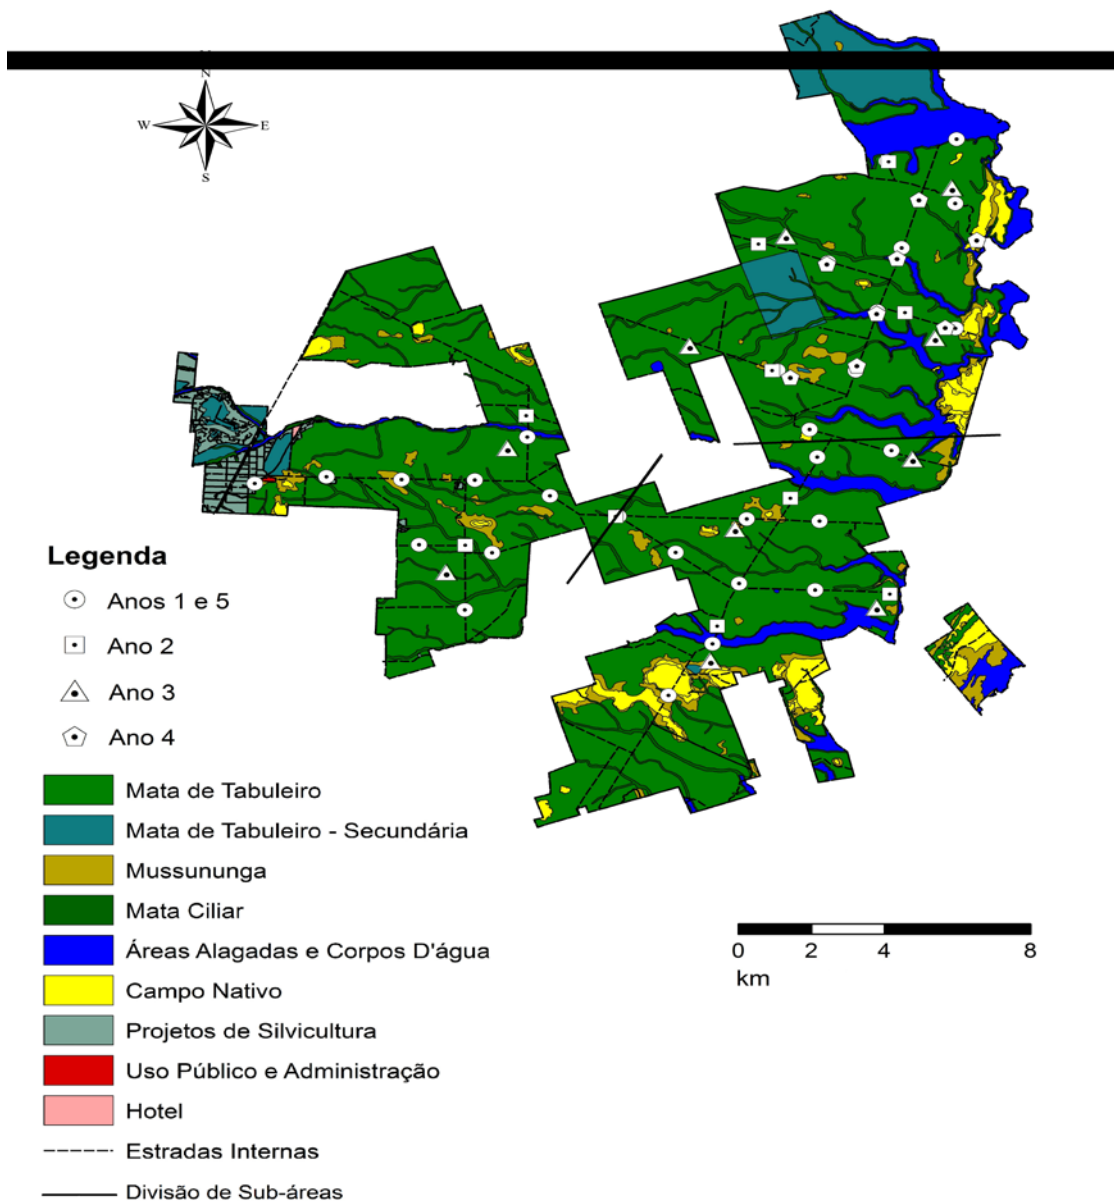 N
W E
S
Legenda
Anos 1 e 5
Ano 2
Ano 3
Ano 4
Mata de Tabuleiro
Mata de Tabuleiro - Secundária
Mussununga
Mata Ciliar
Áreas Alagadas e Corpos D'água
Campo Nativo
Projetos de Silvicultura
Uso Público e Administração
Hotel
Estradas Internas
Divisão de Sub-áreas
0 2 4 8
km